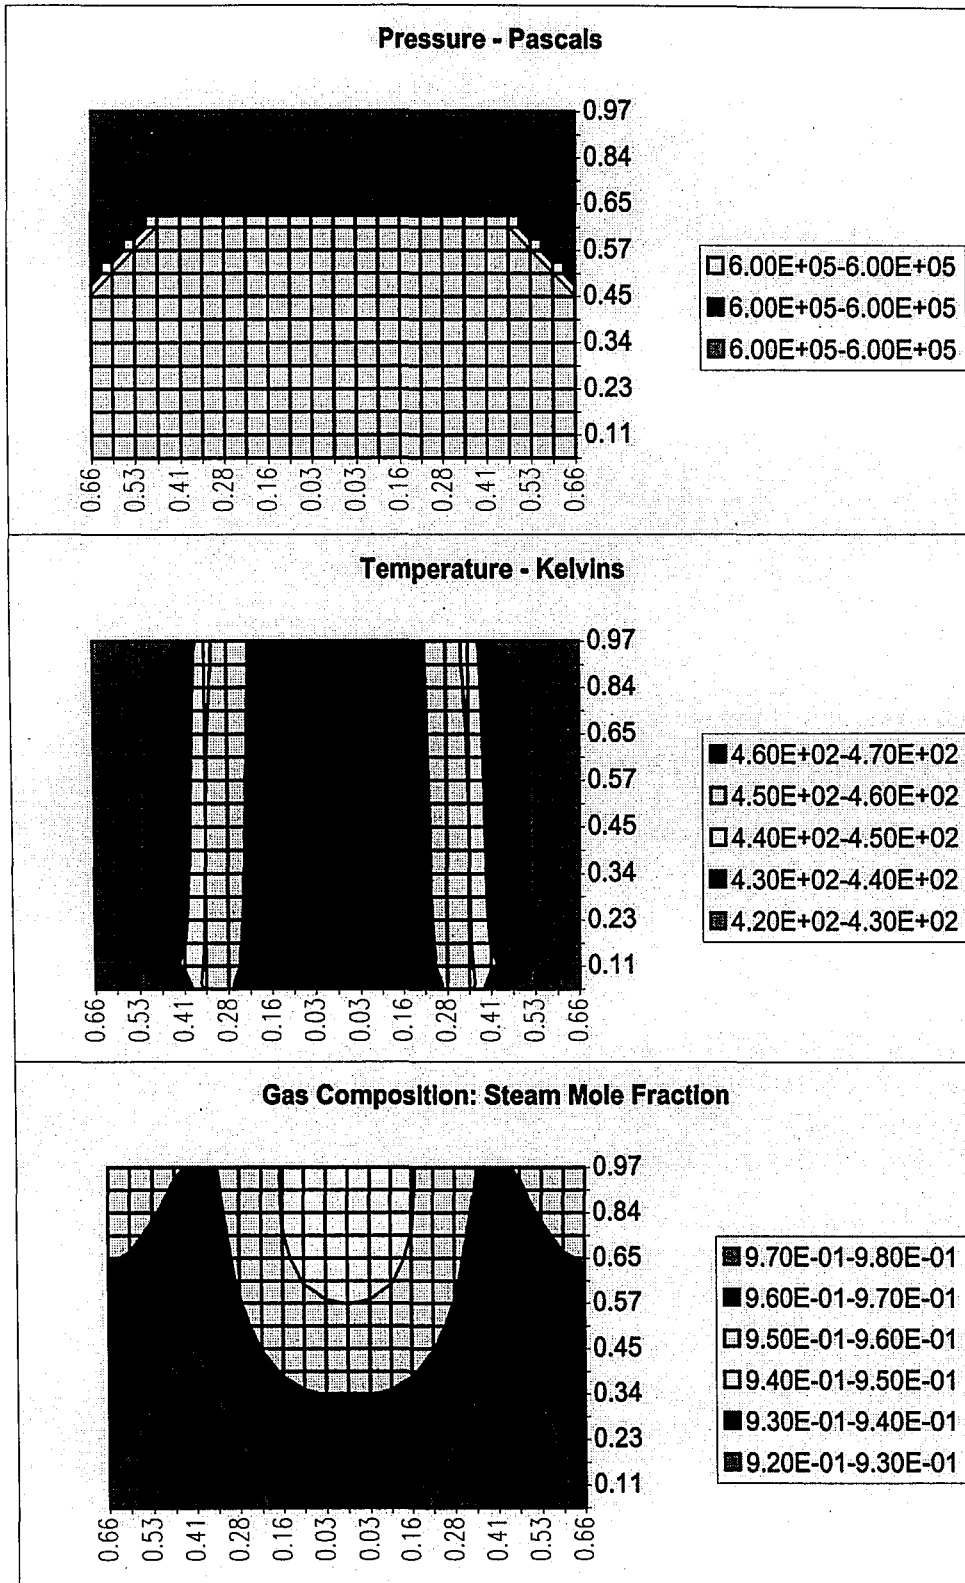 Pressure - Pascals
0.97
0.84
0.65
0.57
0.45
0.34
0.23
0.11
0.66 0.53 0.41 0.28 0.16 0.03 0.03 0.16 0.28 0.41 0.53 0.66
6.00E+05-6.00E+05
6.00E+05-6.00E+05
6.00E+05-6.00E+05
Temperature - Kelvins
0.97
0.84
0.65
0.57
0.45
0.34
0.23
0.11
0.66 0.53 0.41 0.28 0.16 0.03 0.03 0.16 0.28 0.41 0.53 0.66
4.60E+02-4.70E+02
4.50E+02-4.60E+02
4.40E+02-4.50E+02
4.30E+02-4.40E+02
4.20E+02-4.30E+02
Gas Composition: Steam Mole Fraction
0.97
0.84
0.65
0.57
0.45
0.34
0.23
0.11
0.66 0.53 0.41 0.28 0.16 0.03 0.03 0.16 0.28 0.41 0.53 0.66
9.70E-01-9.80E-01
9.60E-01-9.70E-01
9.50E-01-9.60E-01
9.40E-01-9.50E-01
9.30E-01-9.40E-01
9.20E-01-9.30E-01